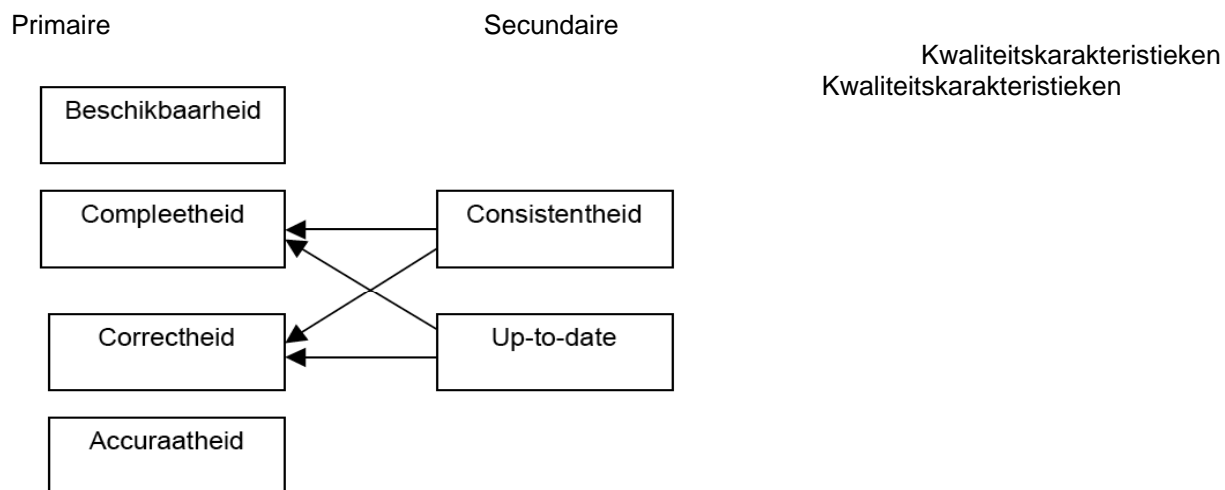 Primaire Secundaire
Kwaliteitskarakteristieken
Kwaliteitskarakteristieken
Beschikbaarheid
Compleetheid Consistentheid
Correctheid Up-to-date
Accuraatheid